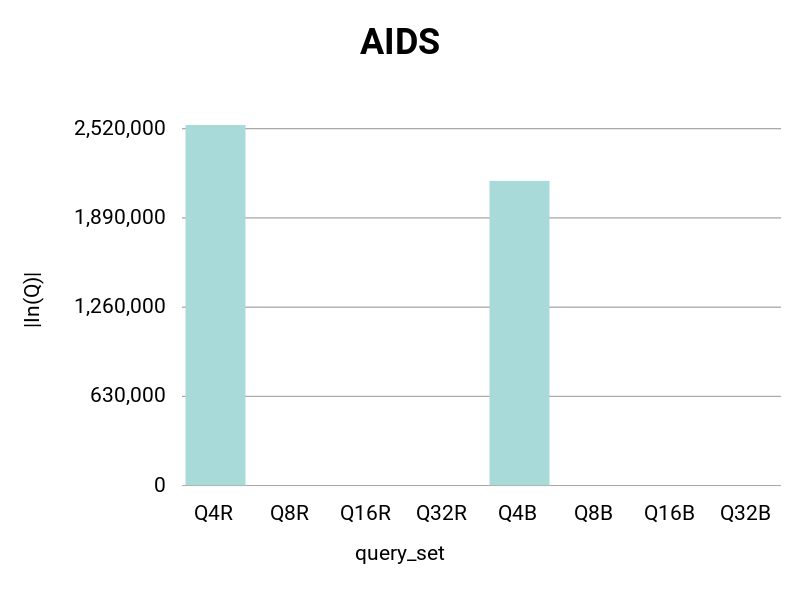 AIDS
2,520,000
1,890,000
1,260,000
630,000
0
|In(Q)|
Q4R Q8R Q16R Q32R Q4B Q8B Q16B Q32B
query_set